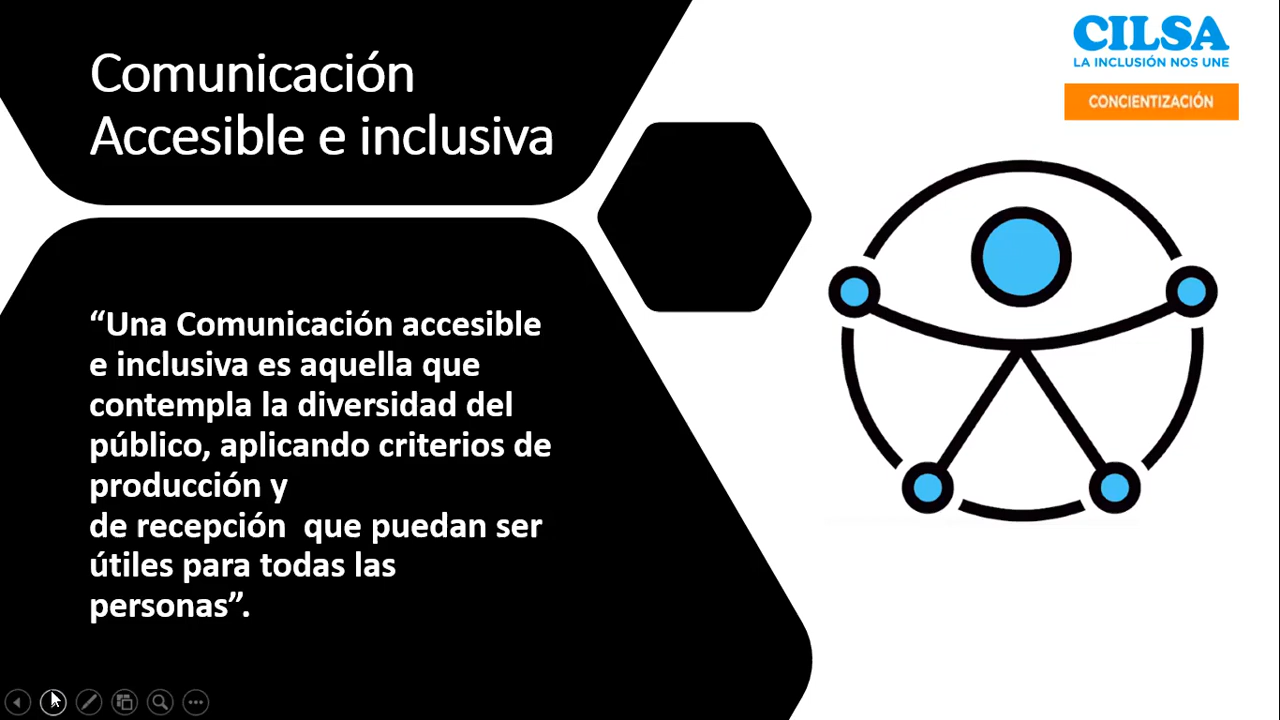 Comunicación
Accesible e inclusiva
CILSA
LA INCLUSIÓN NOS UNE
CONCIENTIZACIÓN
“Una Comunicación accesible
e inclusiva es aquella que
contempla la diversidad del
público, aplicando criterios de
producción y
de recepción  que puedan ser
útiles para todas las
personas”.